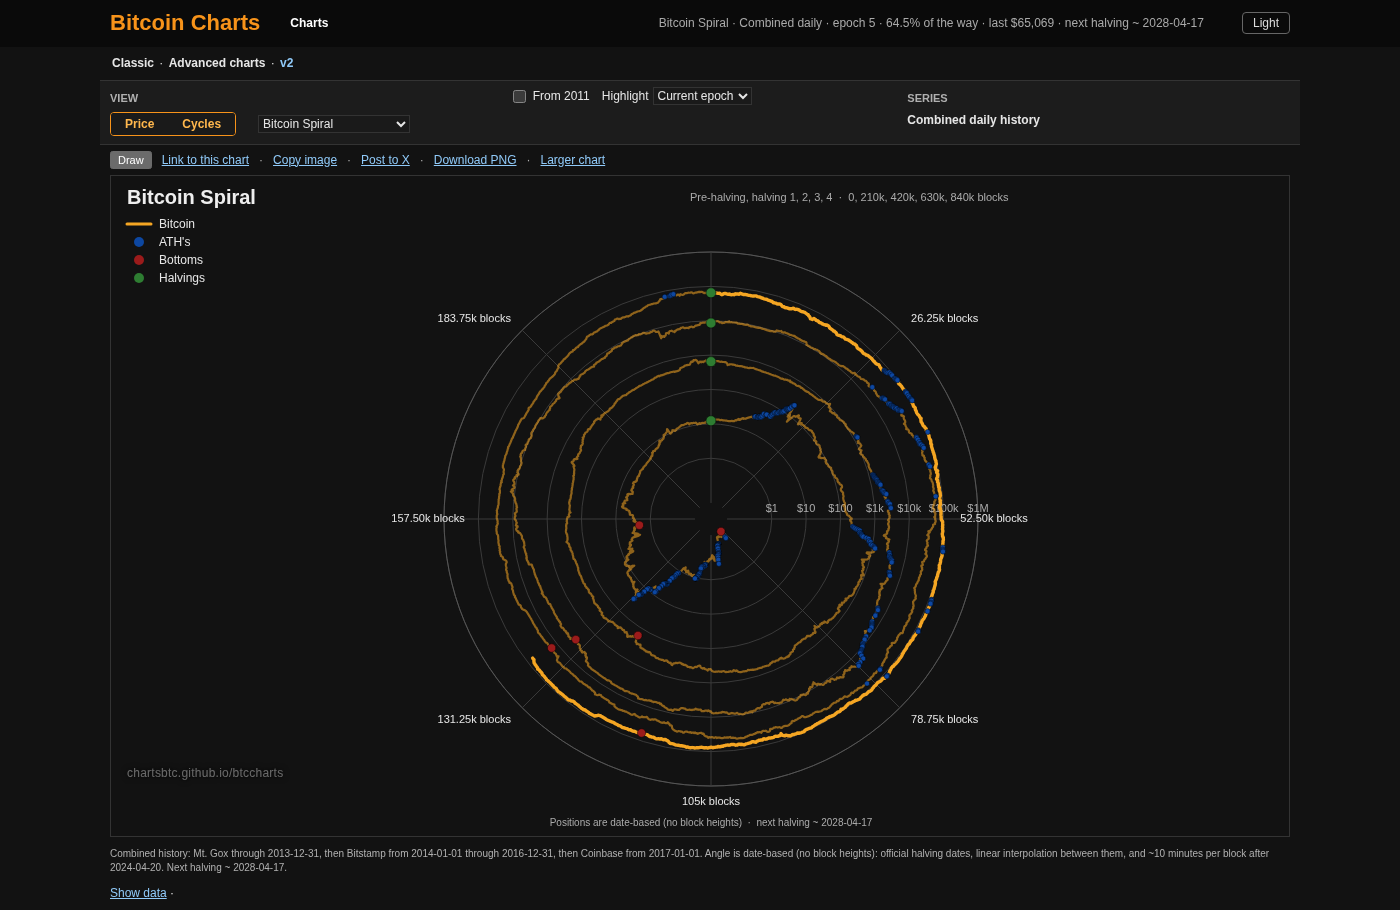 Bitcoin Charts
Charts
Bitcoin Spiral · Combined daily · epoch 5 · 64.5% of the way · last $65,069 · next halving ~ 2028-04-17
Light
Classic · Advanced charts · v2
VIEW
Price Cycles
Bitcoin Spiral
From 2011 Highlight Current epoch
SERIES
Combined daily history
Draw Link to this chart · Copy image · Post to X · Download PNG · Larger chart
Bitcoin Spiral
Pre-halving, halving 1, 2, 3, 4 · 0, 210k, 420k, 630k, 840k blocks
Bitcoin
ATH's
Bottoms
Halvings
183.75k blocks
26.25k blocks
$1 $10 $100 $1k $10k $100k $1M
157.50k blocks
52.50k blocks
131.25k blocks
78.75k blocks
chartsbtc.github.io/btccharts
105k blocks
Positions are date-based (no block heights) · next halving ~ 2028-04-17
Combined history: Mt. Gox through 2013-12-31, then Bitstamp from 2014-01-01 through 2016-12-31, then Coinbase from 2017-01-01. Angle is date-based (no block heights): official halving dates, linear interpolation between them, and ~10 minutes per block after
2024-04-20. Next halving ~ 2028-04-17.
Show data ·